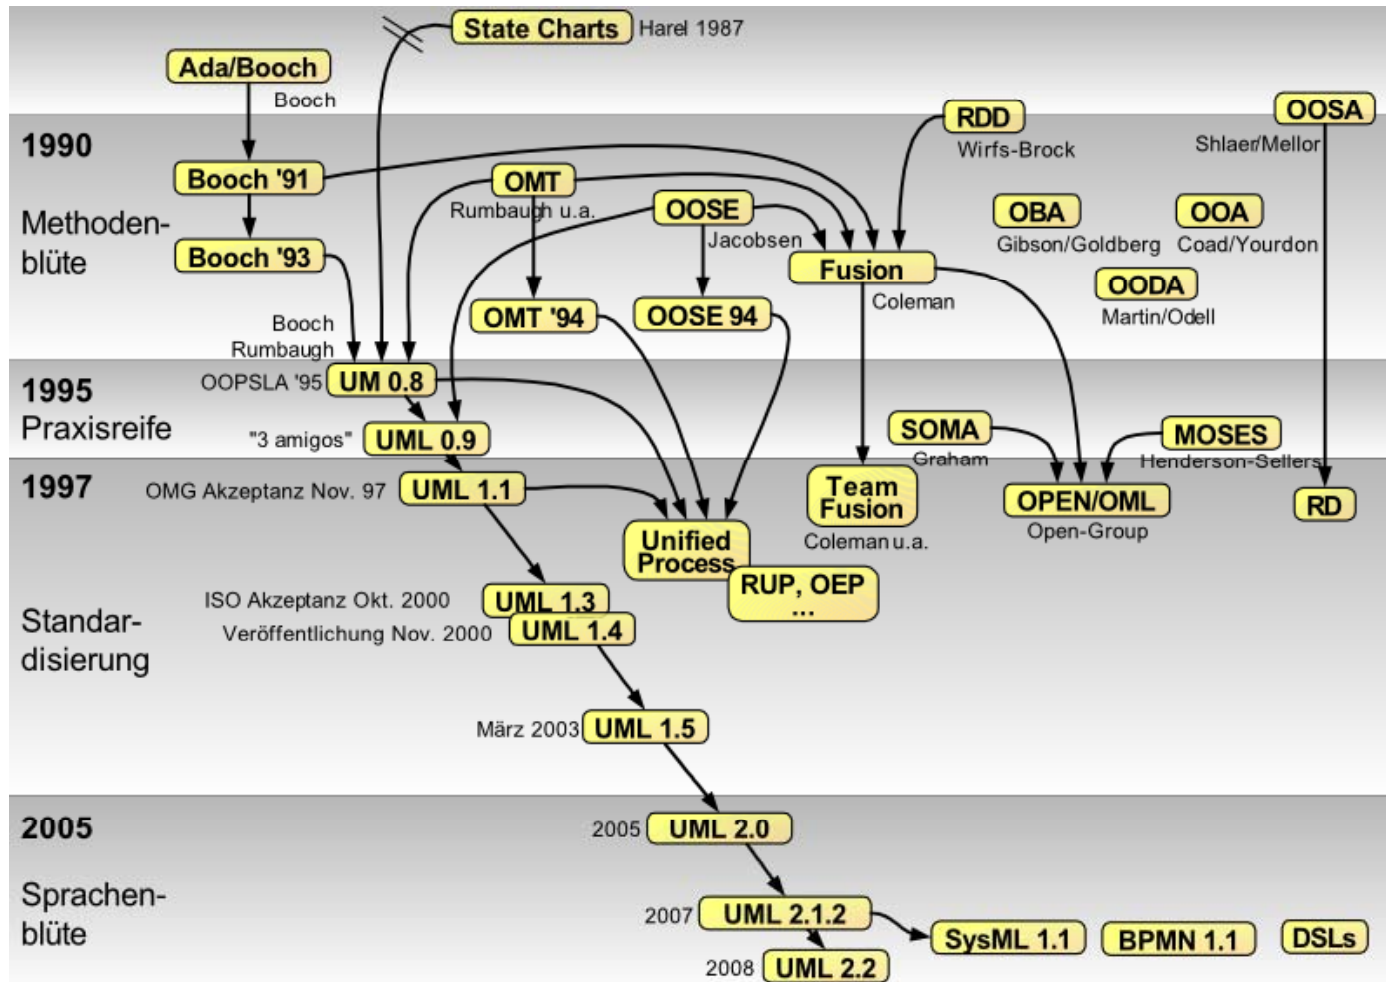 State Charts Harel 1987
Ada/Booch
Booch
RDD
OOSA
Wirfs-Brock
Shlaer/Mellor
1990
Booch '91
OMT
Rumbaugh u.a.
OOSE
Jacobsen
OBA
Gibson/Goldberg
OOA
Coad/Yourdon
Methoden-
blüte
Booch '93
Fusion
Coleman
OODA
Martin/Odell
OMT '94
OOSE 94
Booch
Rumbaugh
OOPSLA '95 UM 0.8
1995
Praxisreife
"3 amigos" UML 0.9
SOMA
Graham
MOSES
Henderson-Sellers
1997
OMG Akzeptanz Nov. 97 UML 1.1
Team
Fusion
Coleman u.a.
OPEN/OML
Open-Group
RD
Unified
Process
RUP, OEP
...
ISO Akzeptanz Okt. 2000 UML 1.3
Veröffentlichung Nov. 2000 UML 1.4
Standar-
disierung
März 2003 UML 1.5
2005
2005 UML 2.0
Sprachen-
blüte
2007 UML 2.1.2
SysML 1.1
BPMN 1.1
DSLs
2008 UML 2.2